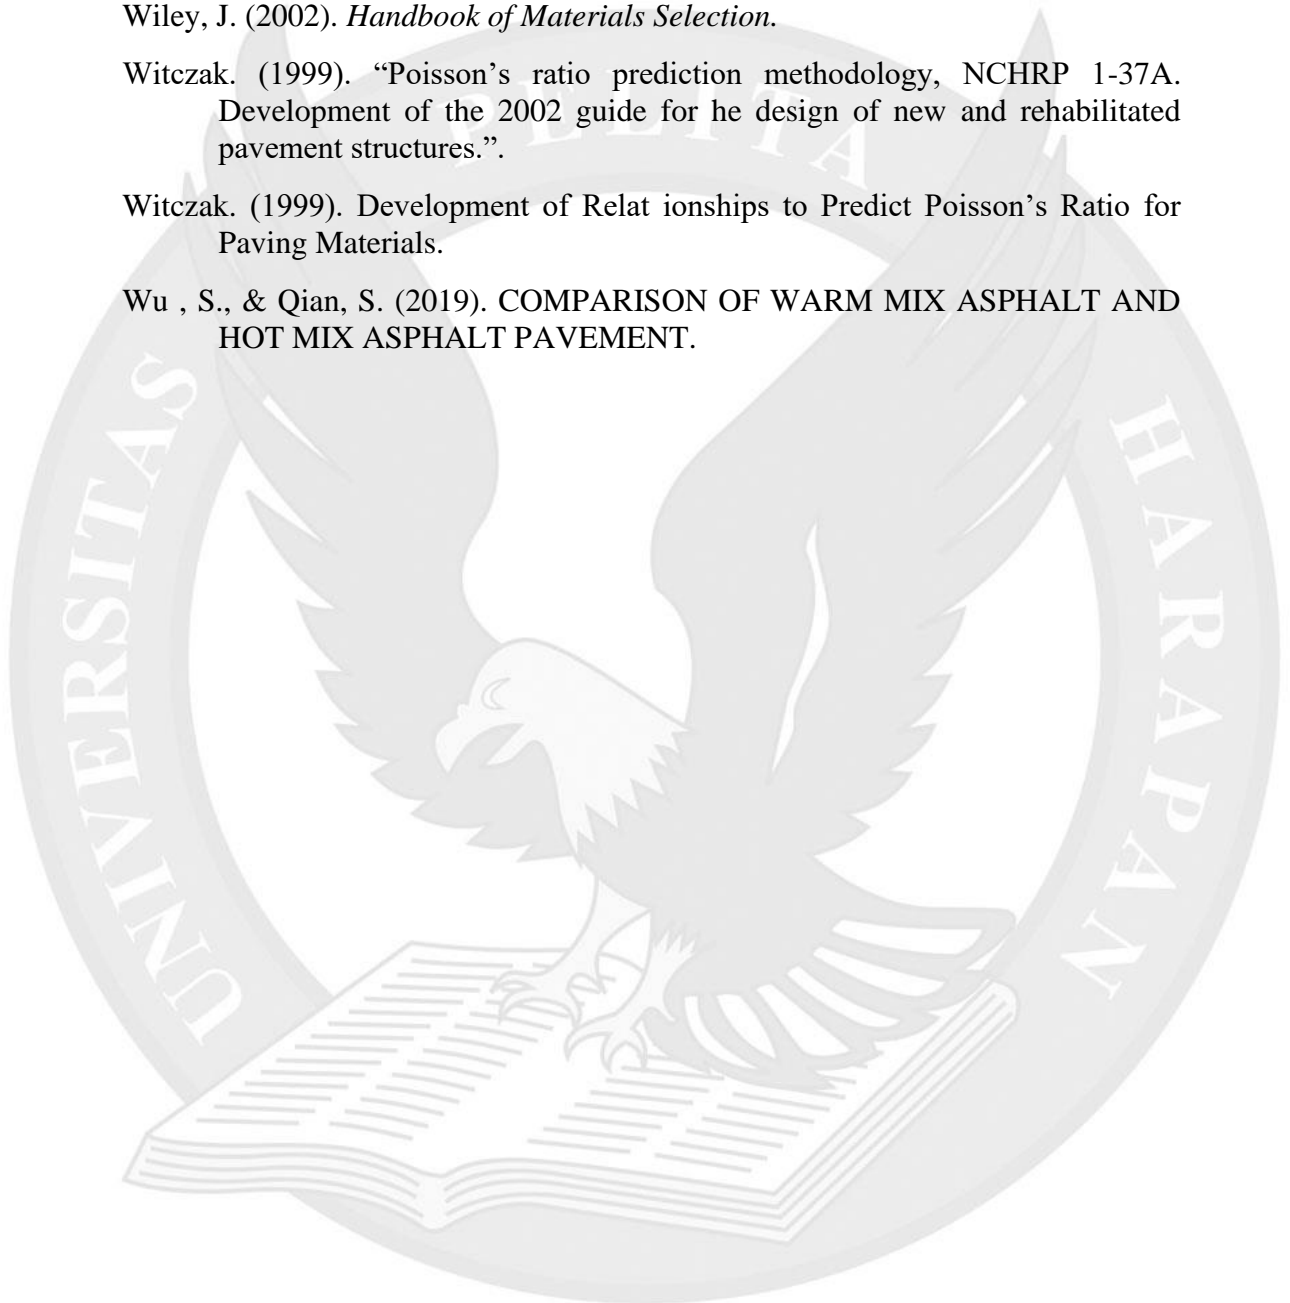 Wiley, J. (2002). Handbook of Materials Selection.
Witczak. (1999). “Poisson’s ratio prediction methodology, NCHRP 1-37A.
Development of the 2002 guide for he design of new and rehabilitated
pavement structures.”.
Witczak. (1999). Development of Relat ionships to Predict Poisson’s Ratio for
Paving Materials.
Wu , S., & Qian, S. (2019). COMPARISON OF WARM MIX ASPHALT AND
HOT MIX ASPHALT PAVEMENT.
UNIVERSITAS
PELITA
HARAPAN